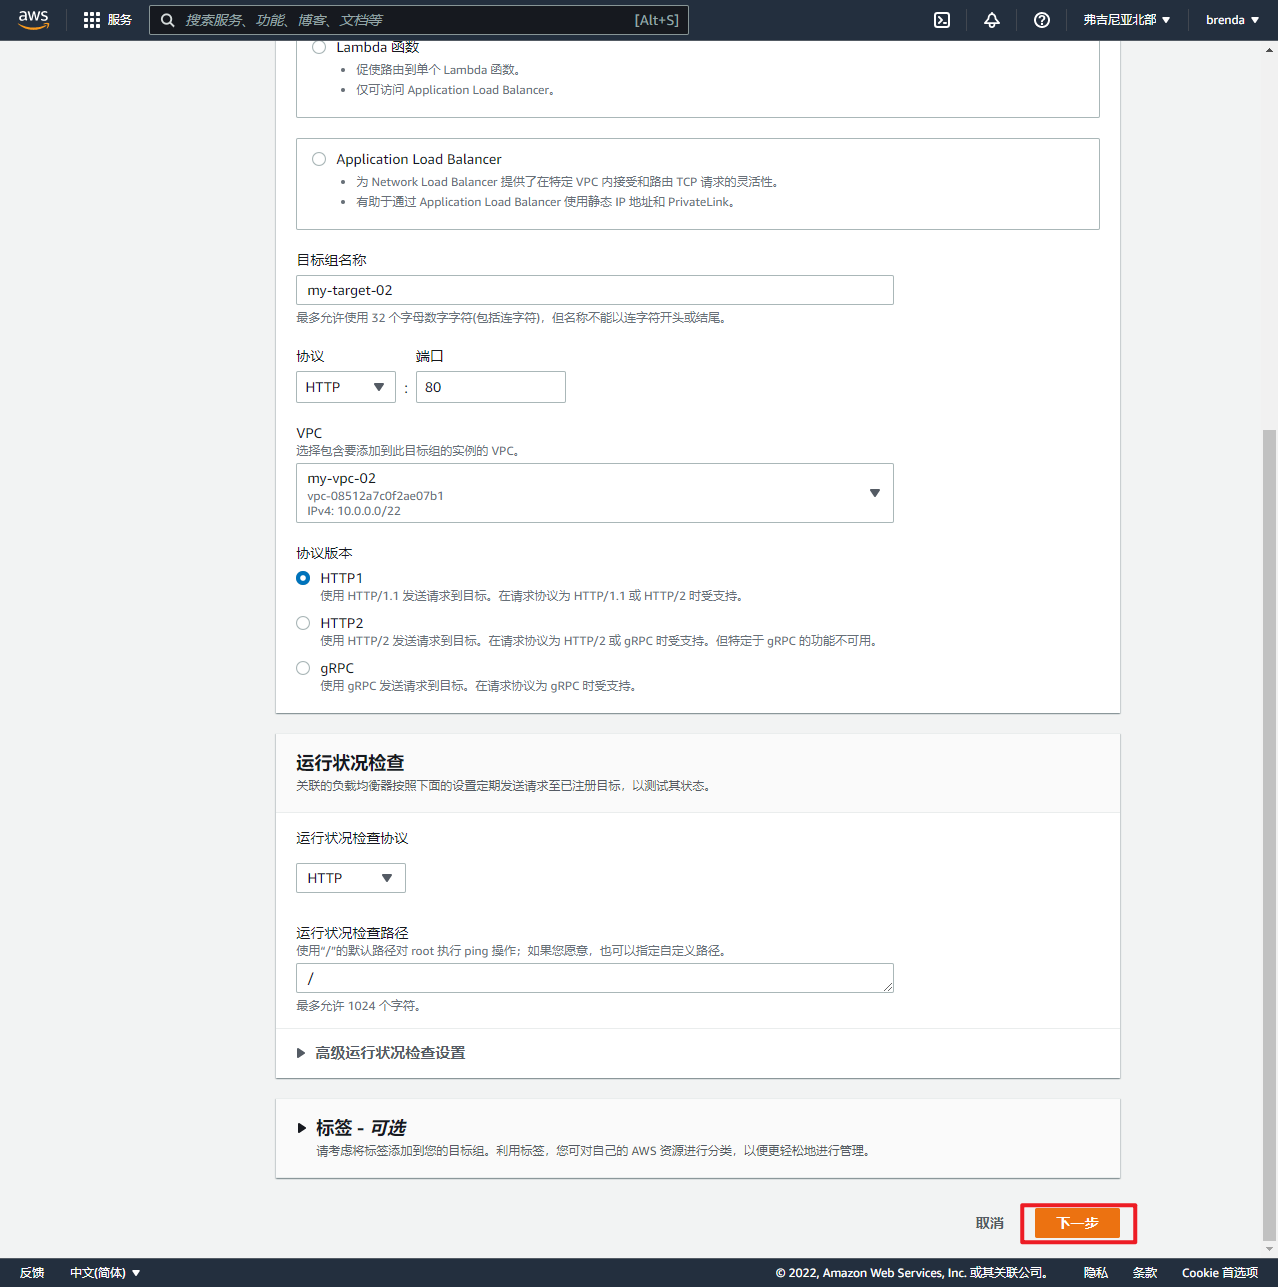 aws 服务 搜索服务、功能、博客、文档等 [Alt+S] 弗吉尼亚北部 brenda
Lambda 函数
促使路由到单个 Lambda 函数。
仅可访问 Application Load Balancer。
Application Load Balancer
为 Network Load Balancer 提供了在特定 VPC 内接受和路由 TCP 请求的灵活性。
有助于通过 Application Load Balancer 使用静态 IP 地址和 PrivateLink。
目标组名称
my-target-02
最多允许使用 32 个字母数字字符(包括连字符)，但名称不能以连字符开头或结尾。
协议 端口
HTTP : 80
VPC
选择包含要添加到此目标组的实例的 VPC。
my-vpc-02
vpc-08512a7c0f2ae07b1
IPv4: 10.0.0.0/22
协议版本
HTTP1
使用 HTTP/1.1 发送请求到目标。在请求协议为 HTTP/1.1 或 HTTP/2 时受支持。
HTTP2
使用 HTTP/2 发送请求到目标。在请求协议为 HTTP/2 或 gRPC 时受支持。但特定于 gRPC 的功能不可用。
gRPC
使用 gRPC 发送请求到目标。在请求协议为 gRPC 时受支持。
运行状况检查
关联的负载均衡器按照下面的设置定期发送请求至已注册目标，以测试其状态。
运行状况检查协议
HTTP
运行状况检查路径
使用“/”的默认路径对 root 执行 ping 操作；如果您愿意，也可以指定自定义路径。
/
最多允许 1024 个字符。
高级运行状况检查设置
标签 - 可选
请考虑将标签添加到您的目标组。利用标签，您可对自己的 AWS 资源进行分类，以便更轻松地进行管理。
取消 下一步
反馈 中文(简体) © 2022, Amazon Web Services, Inc. 或其关联公司。 隐私 条款 Cookie 首选项